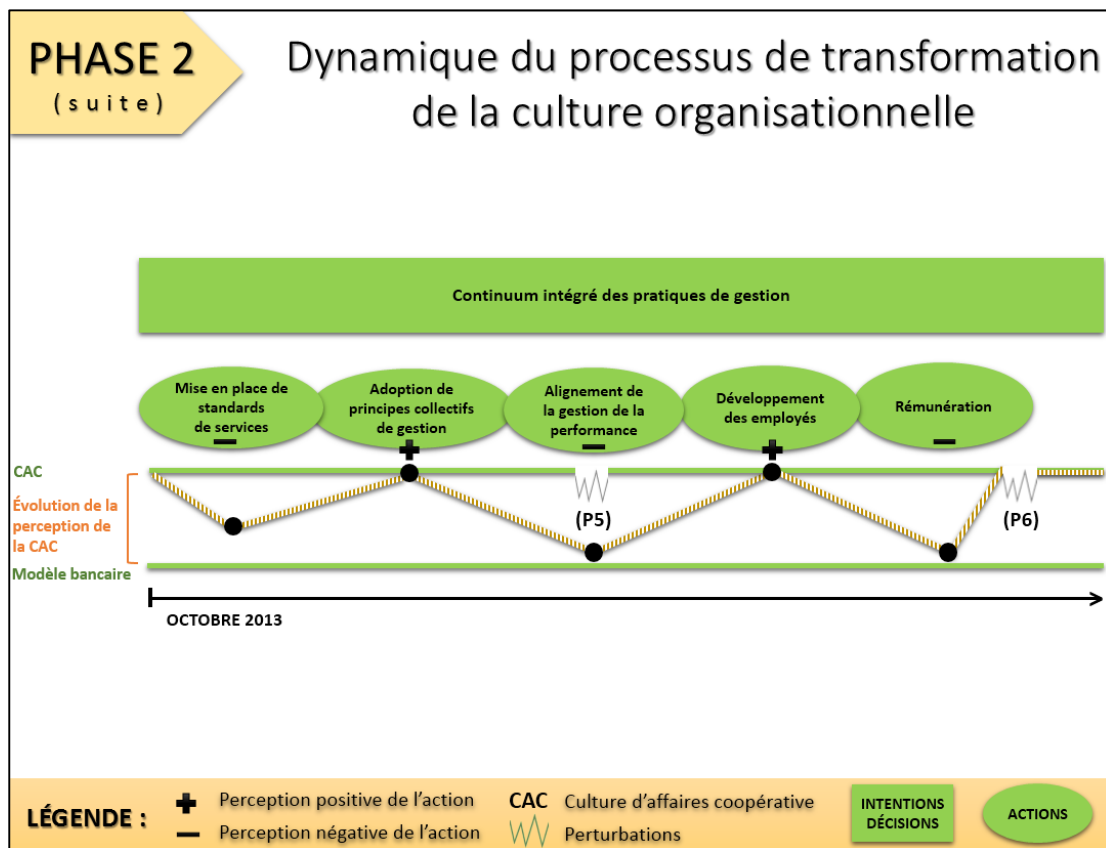 PHASE 2
(suite)
Dynamique du processus de transformation
de la culture organisationnelle
Continuum intégré des pratiques de gestion
Mise en place de
standards
de services
Adoption de
principes collectifs
de gestion
Alignement de
la gestion de la
performance
Développement
des employés
Rémunération
CAC
Évolution de la
perception de
la CAC
(P5)
(P6)
Modèle bancaire
OCTOBRE 2013
LÉGENDE :
+ Perception positive de l'action
− Perception négative de l'action
CAC Culture d'affaires coopérative
Perturbations
INTENTIONS
DÉCISIONS
ACTIONS